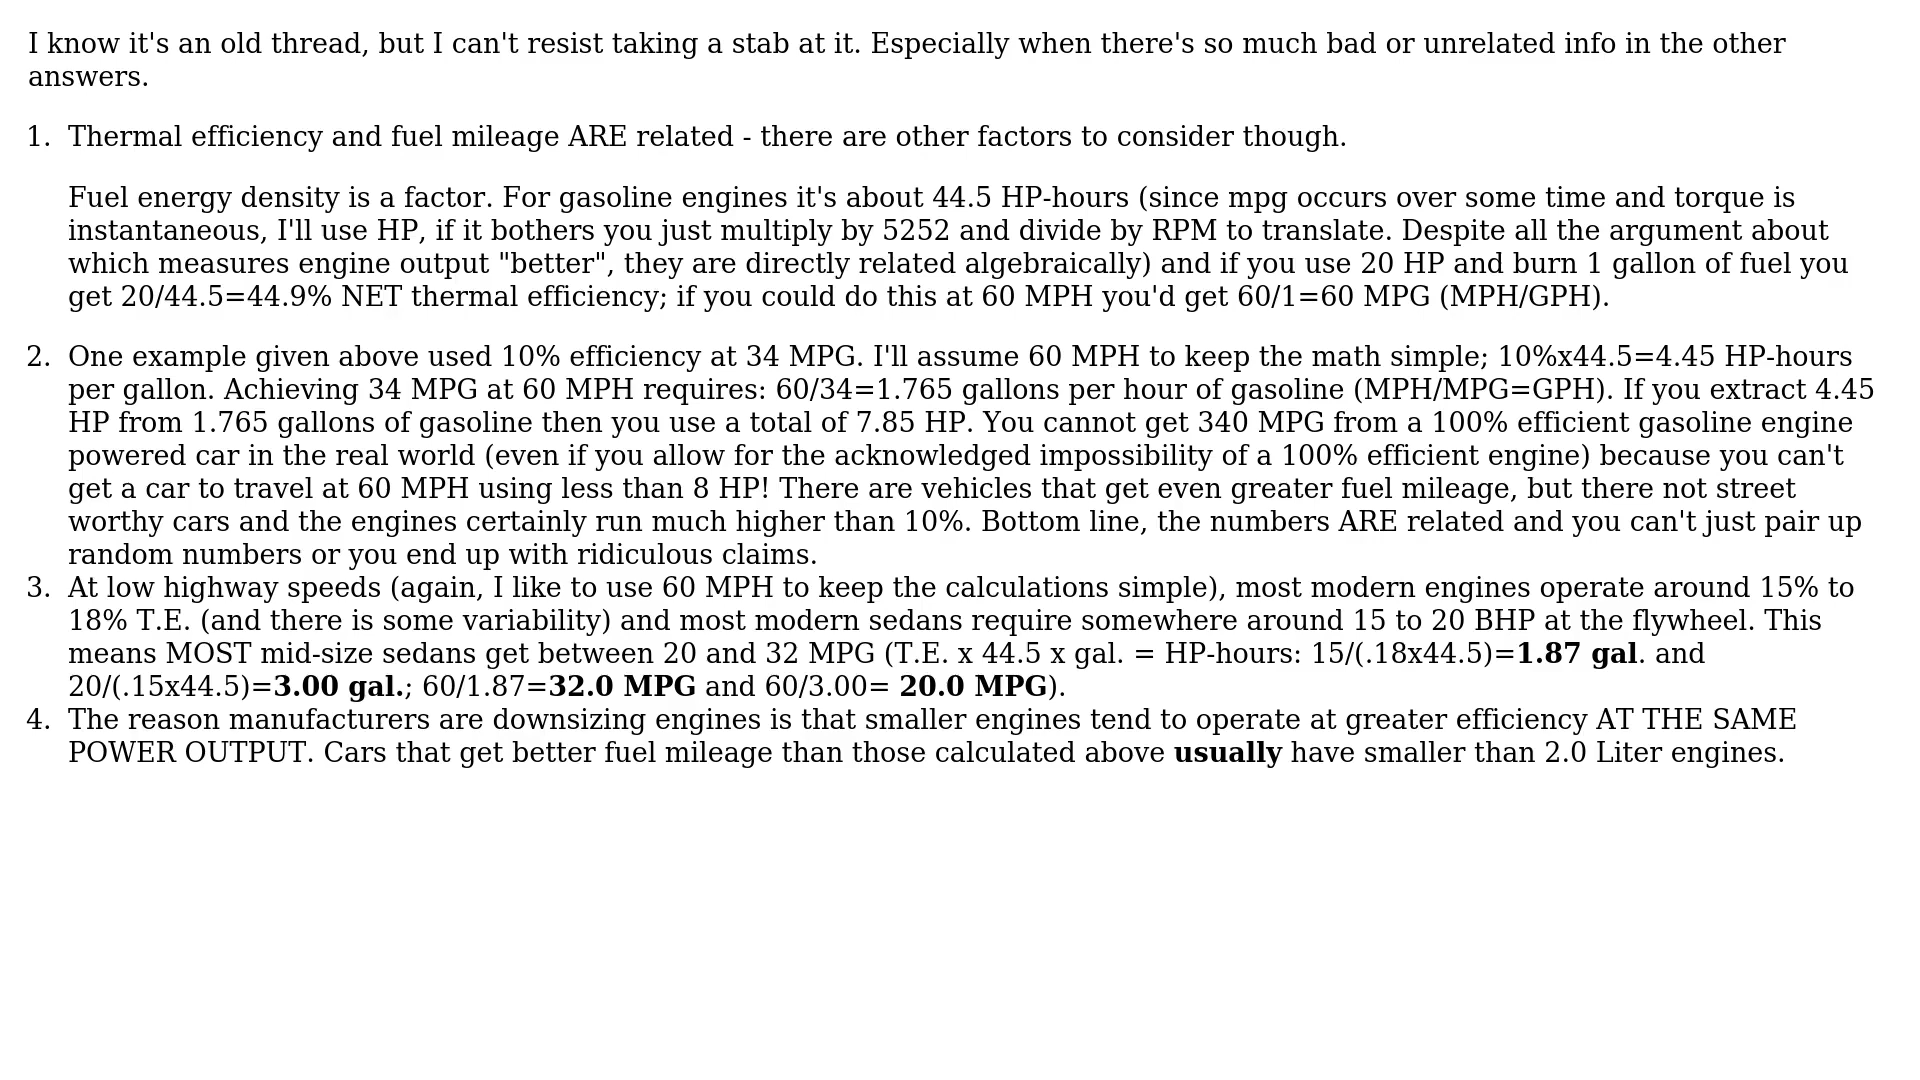 I know it's an old thread, but I can't resist taking a stab at it. Especially when there's so much bad or unrelated info in the other
answers.
1. Thermal efficiency and fuel mileage ARE related - there are other factors to consider though.
Fuel energy density is a factor. For gasoline engines it's about 44.5 HP-hours (since mpg occurs over some time and torque is
instantaneous, I'll use HP, if it bothers you just multiply by 5252 and divide by RPM to translate. Despite all the argument about
which measures engine output "better", they are directly related algebraically) and if you use 20 HP and burn 1 gallon of fuel you
get 20/44.5=44.9% NET thermal efficiency; if you could do this at 60 MPH you'd get 60/1=60 MPG (MPH/GPH).
2. One example given above used 10% efficiency at 34 MPG. I'll assume 60 MPH to keep the math simple; 10%x44.5=4.45 HP-hours
per gallon. Achieving 34 MPG at 60 MPH requires: 60/34=1.765 gallons per hour of gasoline (MPH/MPG=GPH). If you extract 4.45
HP from 1.765 gallons of gasoline then you use a total of 7.85 HP. You cannot get 340 MPG from a 100% efficient gasoline engine
powered car in the real world (even if you allow for the acknowledged impossibility of a 100% efficient engine) because you can't
get a car to travel at 60 MPH using less than 8 HP! There are vehicles that get even greater fuel mileage, but there not street
worthy cars and the engines certainly run much higher than 10%. Bottom line, the numbers ARE related and you can't just pair up
random numbers or you end up with ridiculous claims.
3. At low highway speeds (again, I like to use 60 MPH to keep the calculations simple), most modern engines operate around 15% to
18% T.E. (and there is some variability) and most modern sedans require somewhere around 15 to 20 BHP at the flywheel. This
means MOST mid-size sedans get between 20 and 32 MPG (T.E. x 44.5 x gal. = HP-hours: 15/(.18x44.5)=1.87 gal. and
20/(.15x44.5)=3.00 gal.; 60/1.87=32.0 MPG and 60/3.00= 20.0 MPG).
4. The reason manufacturers are downsizing engines is that smaller engines tend to operate at greater efficiency AT THE SAME
POWER OUTPUT. Cars that get better fuel mileage than those calculated above usually have smaller than 2.0 Liter engines.